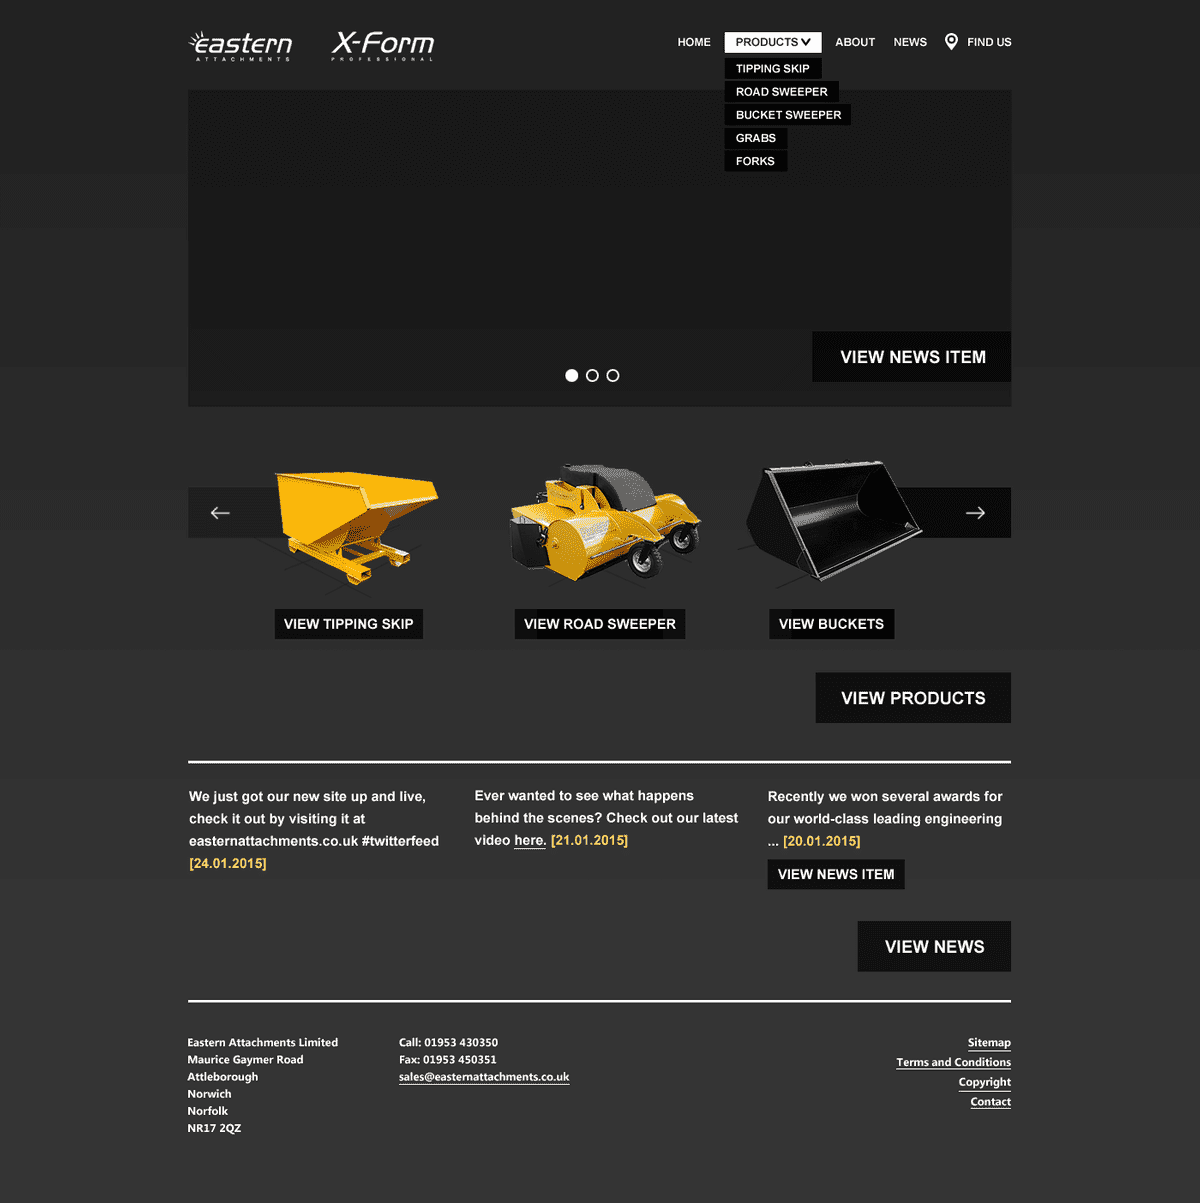 eastern
ATTACHMENTS
X-Form
PROFESSIONAL
HOME
PRODUCTS
ABOUT
NEWS
FIND US
TIPPING SKIP
ROAD SWEEPER
BUCKET SWEEPER
GRABS
FORKS
VIEW NEWS ITEM
VIEW TIPPING SKIP
VIEW ROAD SWEEPER
VIEW BUCKETS
VIEW PRODUCTS
We just got our new site up and live,
check it out by visiting it at
easternattachments.co.uk #twitterfeed
[24.01.2015]
Ever wanted to see what happens
behind the scenes? Check out our latest
video here. [21.01.2015]
Recently we won several awards for
our world-class leading engineering
... [20.01.2015]
VIEW NEWS ITEM
VIEW NEWS
Eastern Attachments Limited
Maurice Gaymer Road
Attleborough
Norwich
Norfolk
NR17 2QZ
Call: 01953 430350
Fax: 01953 450351
sales@easternattachments.co.uk
Sitemap
Terms and Conditions
Copyright
Contact